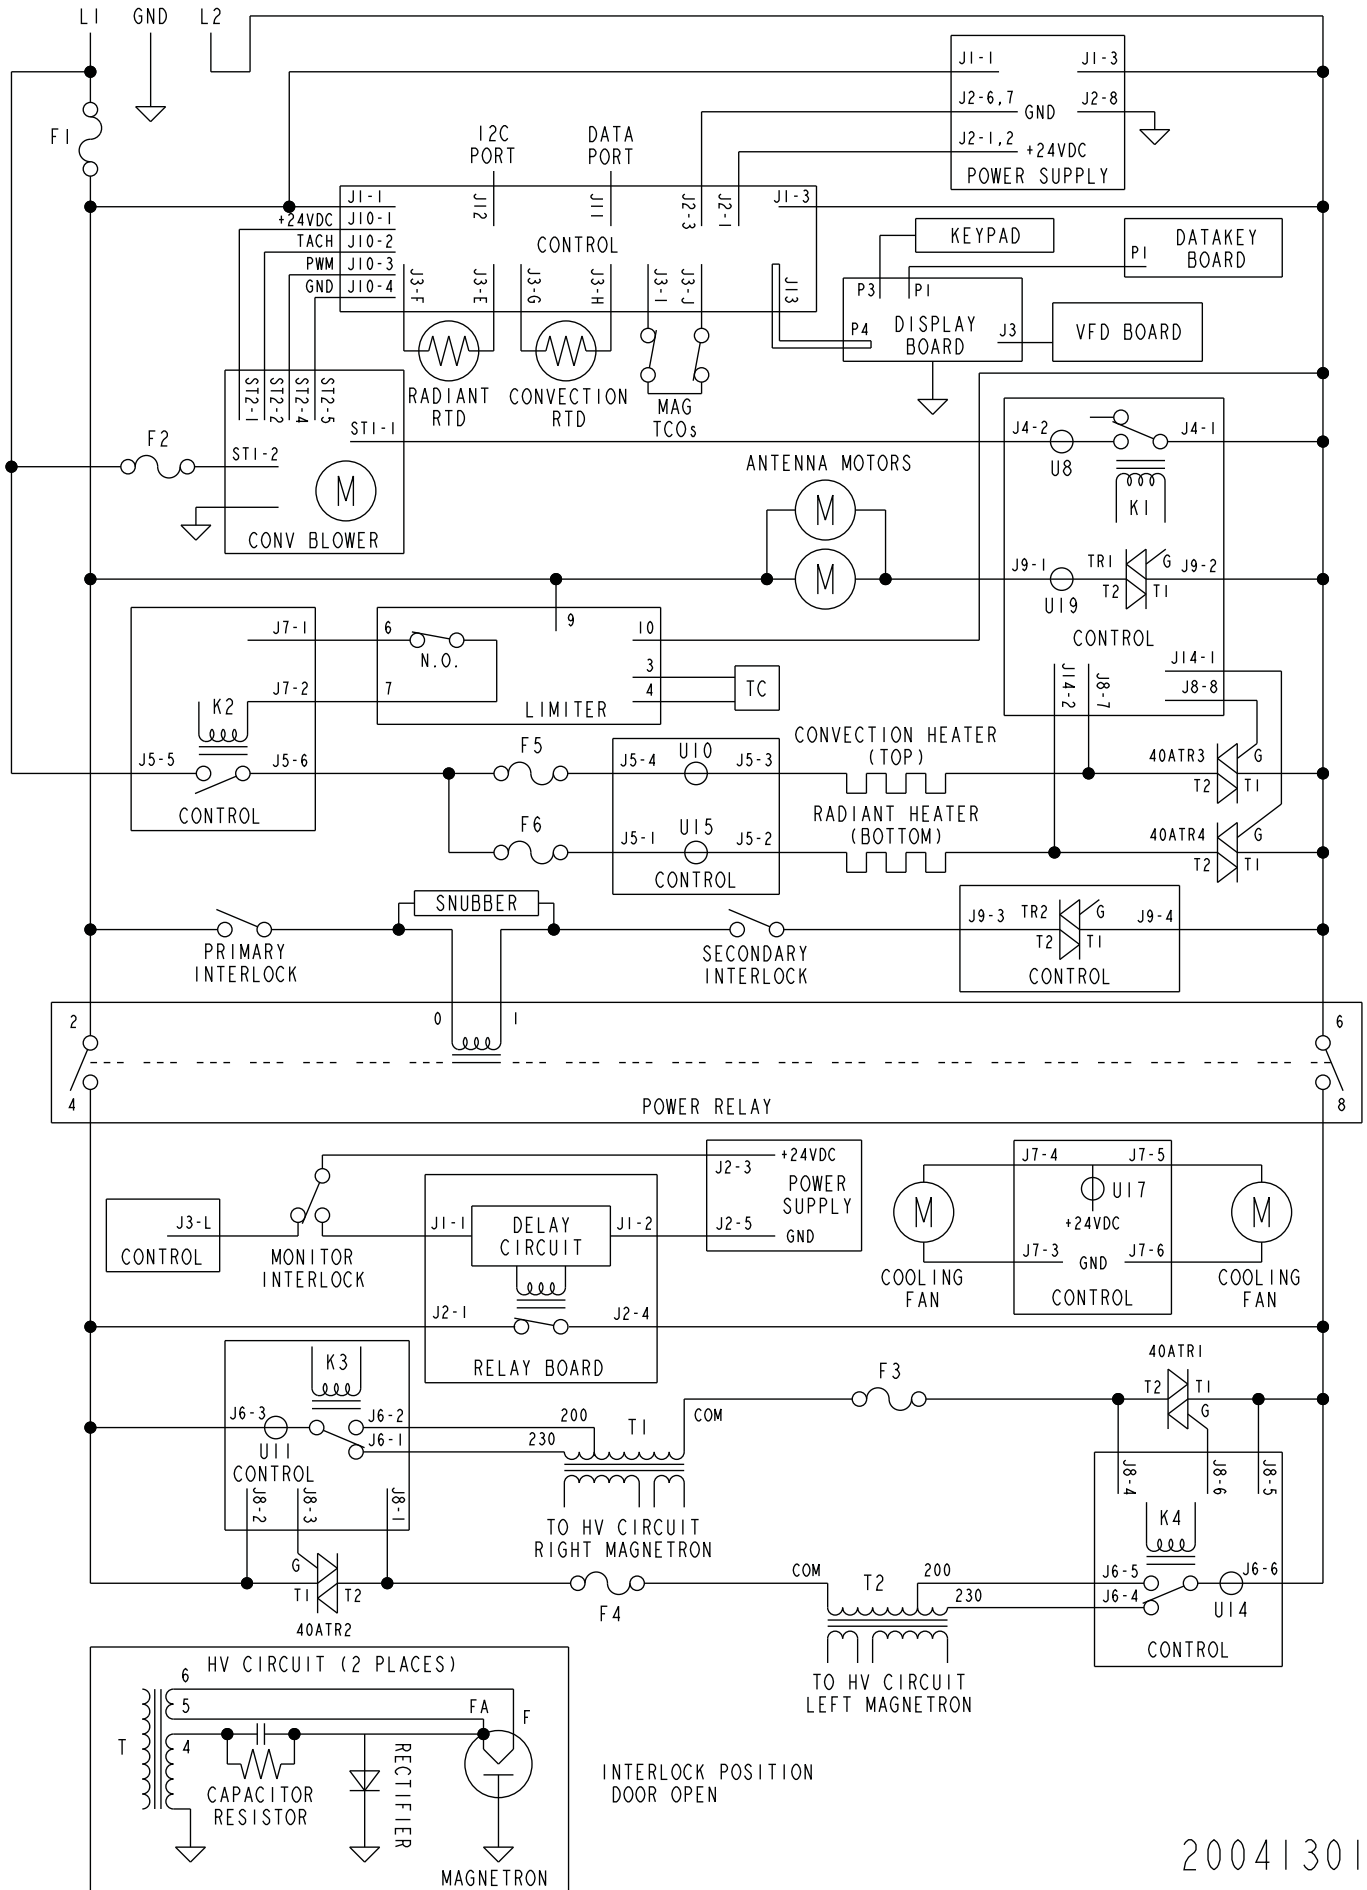 L1 GND L2
F1
I2C
PORT
DATA
PORT
J1-1 J1-3
J2-6,7 GND J2-8
J2-1,2 +24VDC
POWER SUPPLY
J1-1 J12 J11 J2-3 J2-1 J1-3
+24VDC J10-1
TACH J10-2
PWM J10-3
GND J10-4
CONTROL
J3-F J3-E J3-G J3-H J3-I J3-J J13
RADIANT
RTD
CONVECTION
RTD
MAG
TCOs
KEYPAD
DATAKEY
BOARD
P1
P3 P1
P4 DISPLAY
BOARD
J3
VFD BOARD
ST2-1 ST2-2 ST2-4 ST2-5
ST1-1
F2
ST1-2
M
CONV BLOWER
ANTENNA MOTORS
M
M
J4-2 J4-1
U8
K1
J9-1 TR1 G J9-2
T2 T1
U19
CONTROL
J14-1
J8-8
J14-2 J8-7
J7-1
J7-2
K2
J5-5 J5-6
CONTROL
6 9 10
N.O.
3
7 4
LIMITER
TC
F5
F6
J5-4 U10 J5-3
J5-1 U15 J5-2
CONTROL
CONVECTION HEATER
(TOP)
RADIANT HEATER
(BOTTOM)
40ATR3 G
T2 T1
40ATR4 G
T2 T1
SNUBBER
PRIMARY
INTERLOCK
SECONDARY
INTERLOCK
J9-3 TR2 G J9-4
T2 T1
CONTROL
2 0 1 6
4 POWER RELAY 8
J3-L
CONTROL
MONITOR
INTERLOCK
J1-1 DELAY
CIRCUIT
J1-2
J2-1 J2-4
RELAY BOARD
J2-3 +24VDC
POWER
SUPPLY
J2-5 GND
M
COOLING
FAN
J7-4 J7-5
U17
+24VDC
J7-3 GND J7-6
CONTROL
M
COOLING
FAN
K3
J6-3 J6-2
J6-1
U11
CONTROL
J8-2 J8-3 J8-1
G
T1 T2
40ATR2
200 T1 COM
230
TO HV CIRCUIT
RIGHT MAGNETRON
F3
40ATR1
T2 T1
G
J8-4 J8-6 J8-5
K4
J6-5 J6-6
J6-4
U14
CONTROL
F4
COM T2 200
230
TO HV CIRCUIT
LEFT MAGNETRON
HV CIRCUIT (2 PLACES)
6
5
FA F
T 4
CAPACITOR
RESISTOR
RECTIFIER
MAGNETRON
INTERLOCK POSITION
DOOR OPEN
20041301